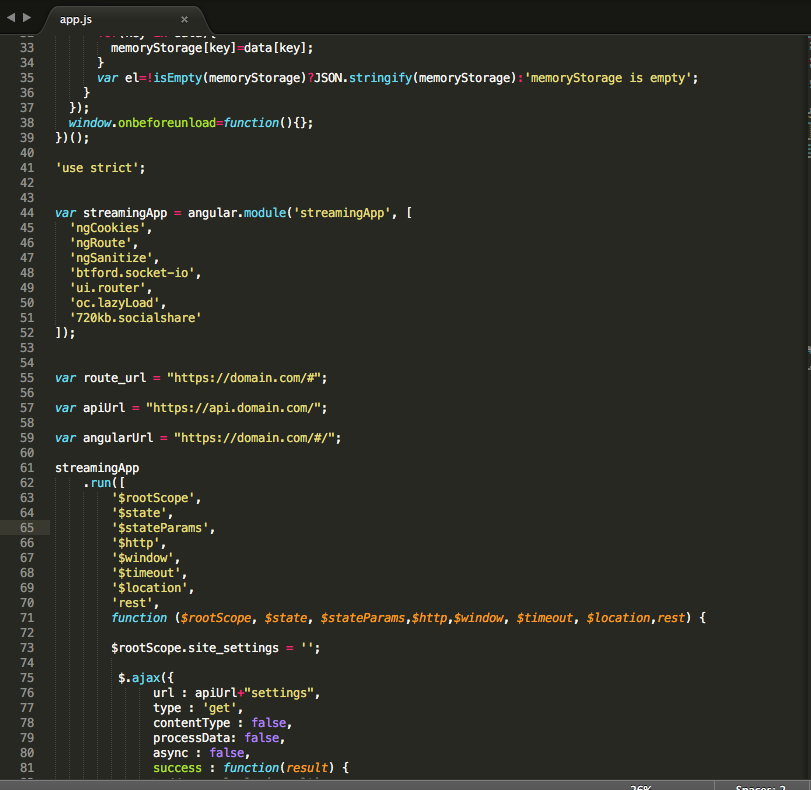 app.js ×
33 memoryStorage[key]=data[key];
34 }
35 var el=!isEmpty(memoryStorage)?JSON.stringify(memoryStorage):'memoryStorage is empty';
36 }
37 });
38 window.onbeforeunload=function(){};
39 })();
40
41 'use strict';
42
43
44 var streamingApp = angular.module('streamingApp', [
45 'ngCookies',
46 'ngRoute',
47 'ngSanitize',
48 'btford.socket-io',
49 'ui.router',
50 'oc.lazyLoad',
51 '720kb.socialshare'
52 ]);
53
54
55 var route_url = "https://domain.com/#";
56
57 var apiUrl = "https://api.domain.com/";
58
59 var angularUrl = "https://domain.com/#/";
60
61 streamingApp
62 .run([
63 '$rootScope',
64 '$state',
65 '$stateParams',
66 '$http',
67 '$window',
68 '$timeout',
69 '$location',
70 'rest',
71 function ($rootScope, $state, $stateParams,$http,$window, $timeout, $location,rest) {
72
73 $rootScope.site_settings = '';
74
75 $.ajax({
76 url : apiUrl+"settings",
77 type : 'get',
78 contentType : false,
79 processData: false,
80 async : false,
81 success : function(result) {
26% Spaces: 2